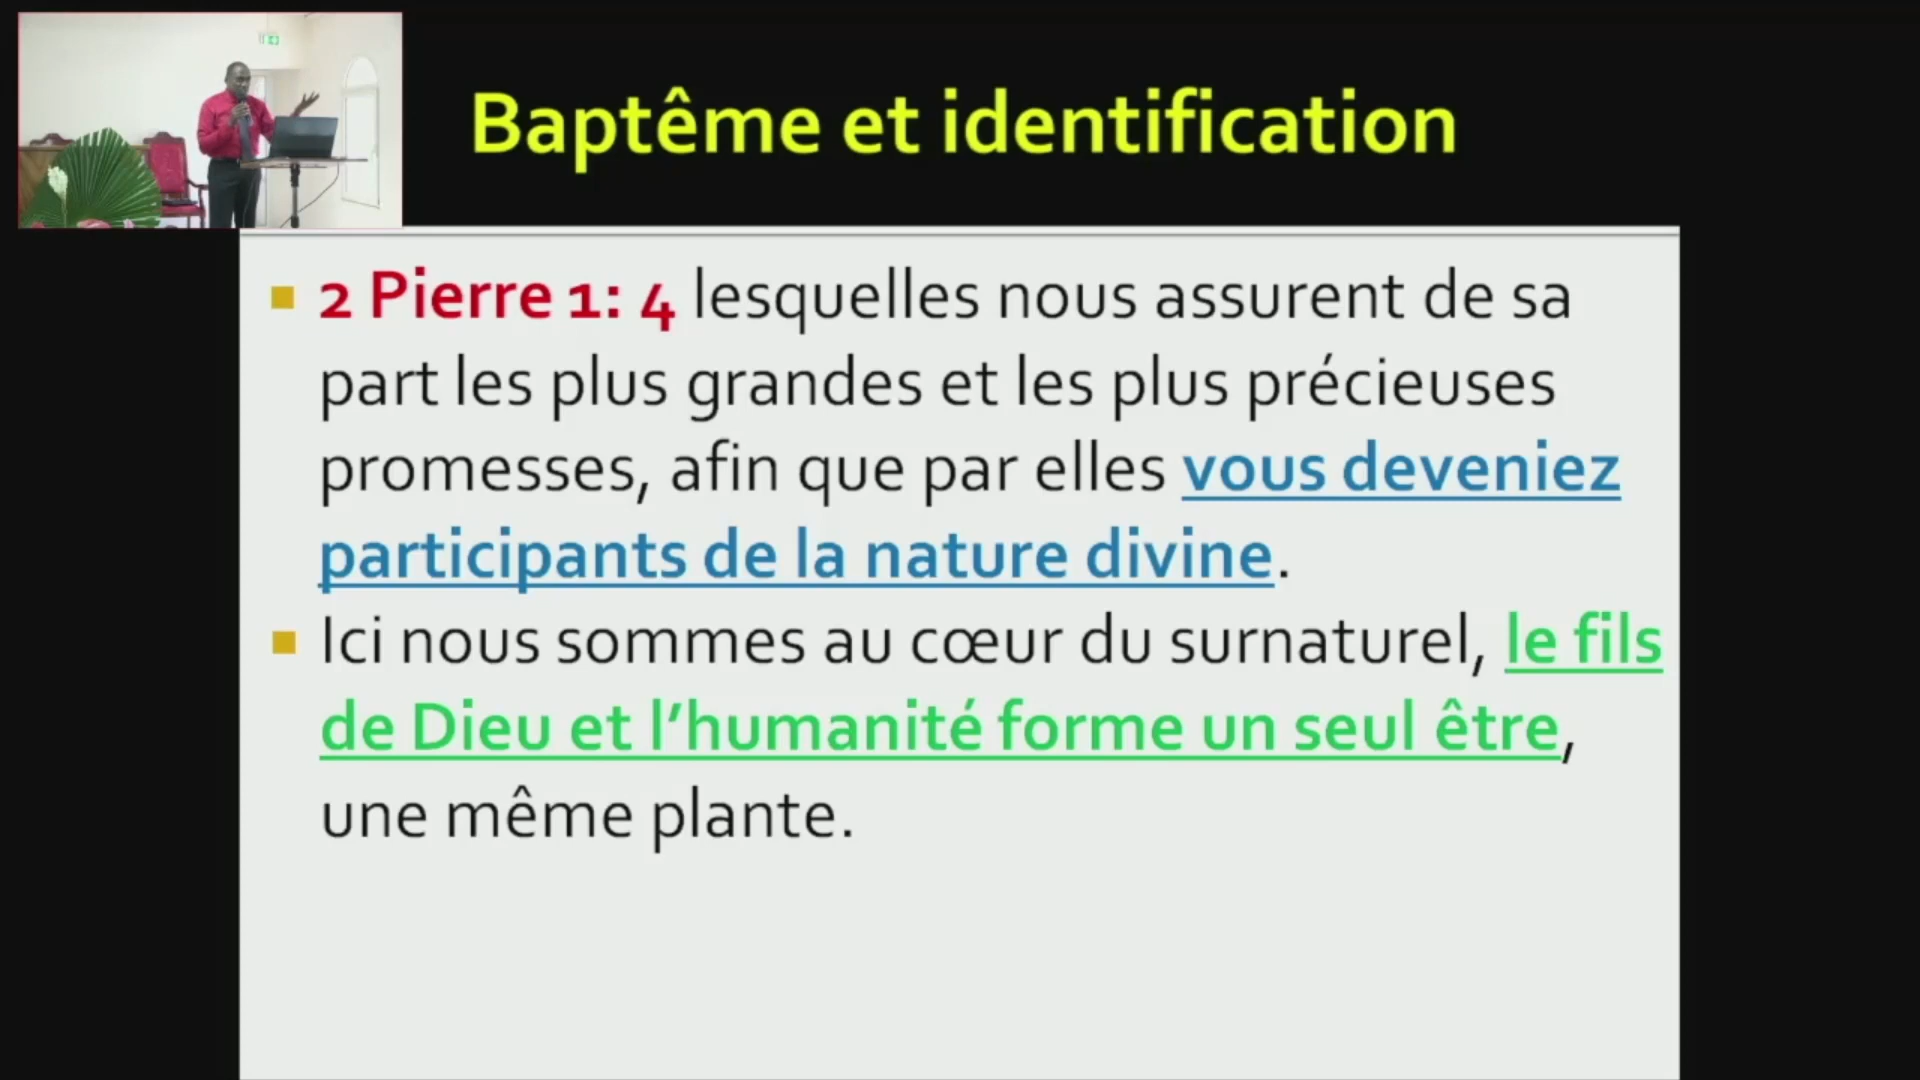 Baptême et identification
2 Pierre 1: 4 lesquelles nous assurent de sa
part les plus grandes et les plus précieuses
promesses, afin que par elles vous deveniez
participants de la nature divine.
Ici nous sommes au cœur du surnaturel, le fils
de Dieu et l’humanité forme un seul être,
une même plante.